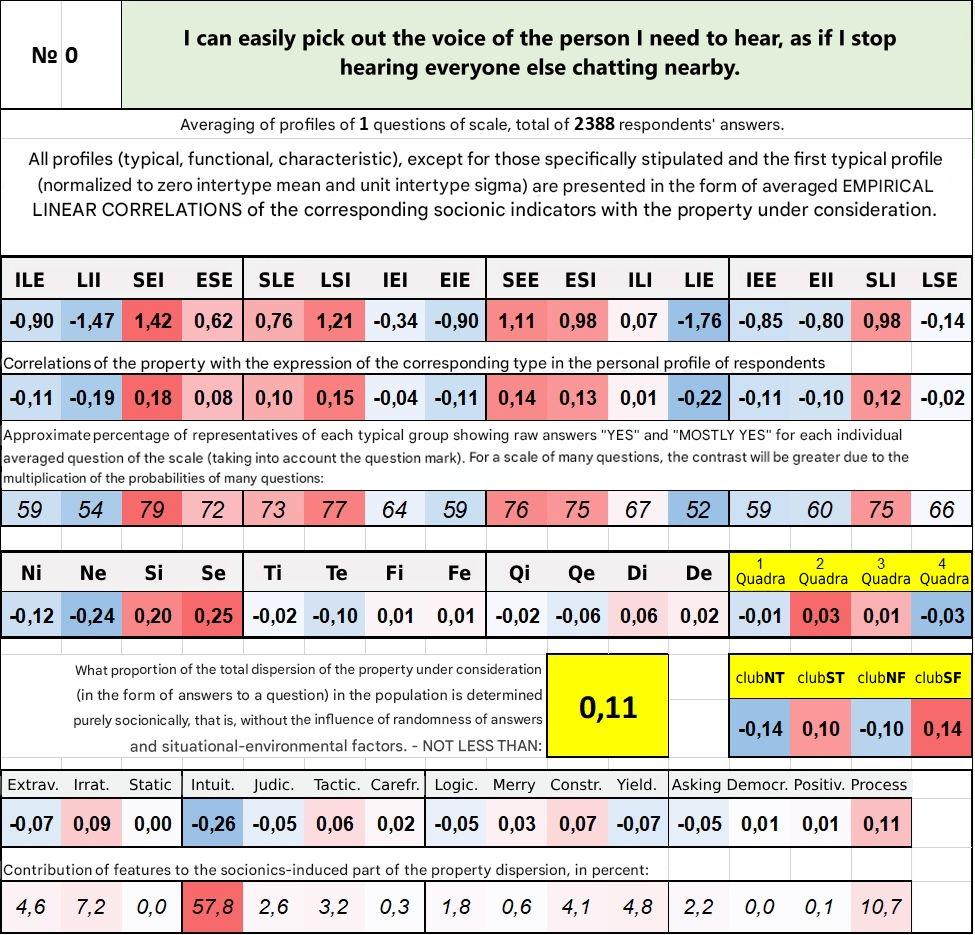 № 0
I can easily pick out the voice of the person I need to hear, as if I stop
hearing everyone else chatting nearby.
Averaging of profiles of 1 questions of scale, total of 2388 respondents' answers.
All profiles (typical, functional, characteristic), except for those specifically stipulated and the first typical profile
(normalized to zero intertype mean and unit intertype sigma) are presented in the form of averaged EMPIRICAL
LINEAR CORRELATIONS of the corresponding socionic indicators with the property under consideration.
ILE LII SEI ESE SLE LSI IEI EIE SEE ESI ILI LIE IEE EII SLI LSE
-0,90 -1,47 1,42 0,62 0,76 1,21 -0,34 -0,90 1,11 0,98 0,07 -1,76 -0,85 -0,80 0,98 -0,14
Correlations of the property with the expression of the corresponding type in the personal profile of respondents
-0,11 -0,19 0,18 0,08 0,10 0,15 -0,04 -0,11 0,14 0,13 0,01 -0,22 -0,11 -0,10 0,12 -0,02
Approximate percentage of representatives of each typical group showing raw answers "YES" and "MOSTLY YES" for each individual
averaged question of the scale (taking into account the question mark). For a scale of many questions, the contrast will be greater due to the
multiplication of the probabilities of many questions:
59 54 79 72 73 77 64 59 76 75 67 52 59 60 75 66
Ni Ne Si Se Ti Te Fi Fe Qi Qe Di De 1 Quadra 2 Quadra 3 Quadra 4 Quadra
-0,12 -0,24 0,20 0,25 -0,02 -0,10 0,01 0,01 -0,02 -0,06 0,06 0,02 -0,01 0,03 0,01 -0,03
What proportion of the total dispersion of the property under consideration
(in the form of answers to a question) in the population is determined
purely socionically, that is, without the influence of randomness of answers
and situational-environmental factors. - NOT LESS THAN:
0,11
clubNT clubST clubNF clubSF
-0,14 0,10 -0,10 0,14
Extrav. Irrat. Static Intuit. Judic. Tactic. Carefr. Logic. Merry Constr. Yield. Asking Democr. Positiv. Process
-0,07 0,09 0,00 -0,26 -0,05 0,06 0,02 -0,05 0,03 0,07 -0,07 -0,05 0,01 0,01 0,11
Contribution of features to the socionics-induced part of the property dispersion, in percent:
4,6 7,2 0,0 57,8 2,6 3,2 0,3 1,8 0,6 4,1 4,8 2,2 0,0 0,1 10,7